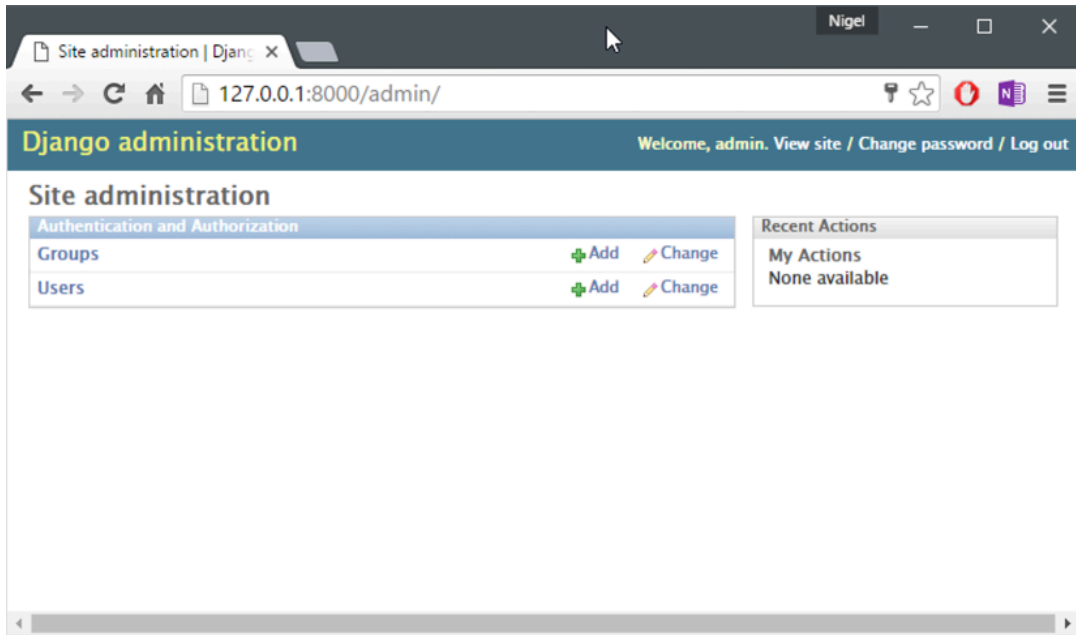 Nigel
Site administration | Djang
127.0.0.1:8000/admin/
Django administration
Welcome, admin. View site / Change password / Log out
Site administration
Authentication and Authorization
Groups Add Change
Users Add Change
Recent Actions
My Actions
None available